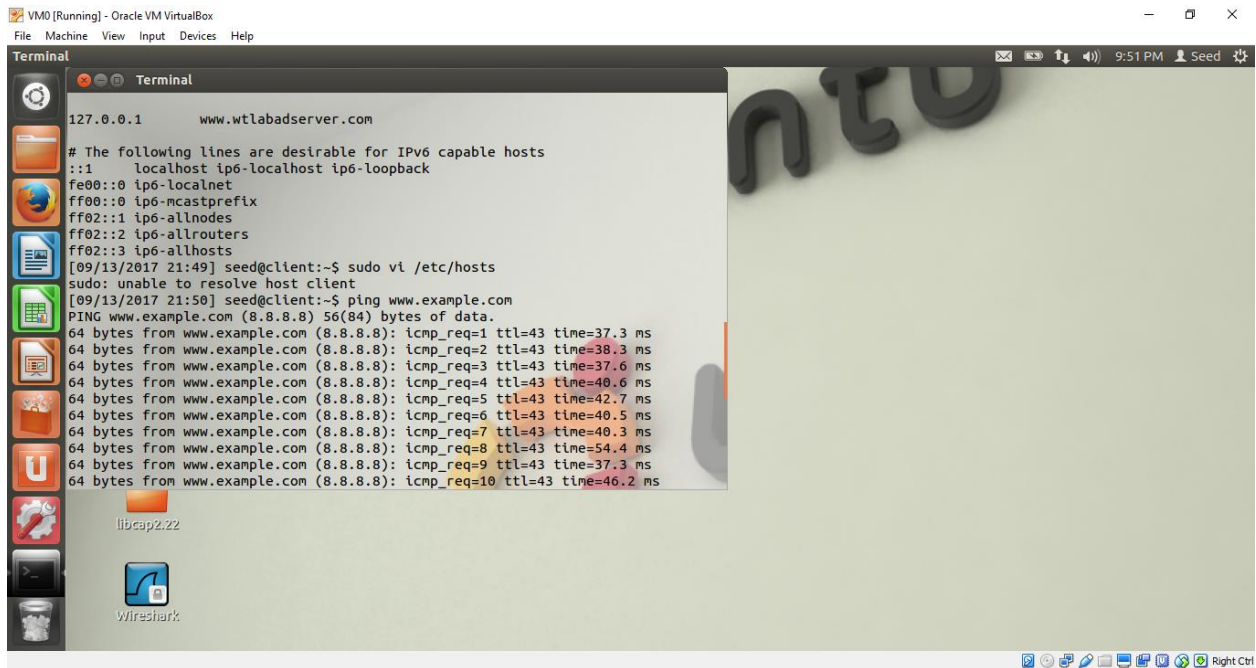 VM0 [Running] - Oracle VM VirtualBox
File Machine View Input Devices Help
Terminal 9:51 PM Seed
Terminal
127.0.0.1 www.wtlabadserver.com
# The following lines are desirable for IPv6 capable hosts
::1 localhost ip6-localhost ip6-loopback
fe00::0 ip6-localnet
ff00::0 ip6-mcastprefix
ff02::1 ip6-allnodes
ff02::2 ip6-allrouters
ff02::3 ip6-allhosts
[09/13/2017 21:49] seed@client:~$ sudo vi /etc/hosts
sudo: unable to resolve host client
[09/13/2017 21:50] seed@client:~$ ping www.example.com
PING www.example.com (8.8.8.8) 56(84) bytes of data.
64 bytes from www.example.com (8.8.8.8): icmp_req=1 ttl=43 time=37.3 ms
64 bytes from www.example.com (8.8.8.8): icmp_req=2 ttl=43 time=38.3 ms
64 bytes from www.example.com (8.8.8.8): icmp_req=3 ttl=43 time=37.6 ms
64 bytes from www.example.com (8.8.8.8): icmp_req=4 ttl=43 time=40.6 ms
64 bytes from www.example.com (8.8.8.8): icmp_req=5 ttl=43 time=42.7 ms
64 bytes from www.example.com (8.8.8.8): icmp_req=6 ttl=43 time=40.5 ms
64 bytes from www.example.com (8.8.8.8): icmp_req=7 ttl=43 time=40.3 ms
64 bytes from www.example.com (8.8.8.8): icmp_req=8 ttl=43 time=54.4 ms
64 bytes from www.example.com (8.8.8.8): icmp_req=9 ttl=43 time=37.3 ms
64 bytes from www.example.com (8.8.8.8): icmp_req=10 ttl=43 time=46.2 ms
libcap2.22
Wireshark
Right Ctrl